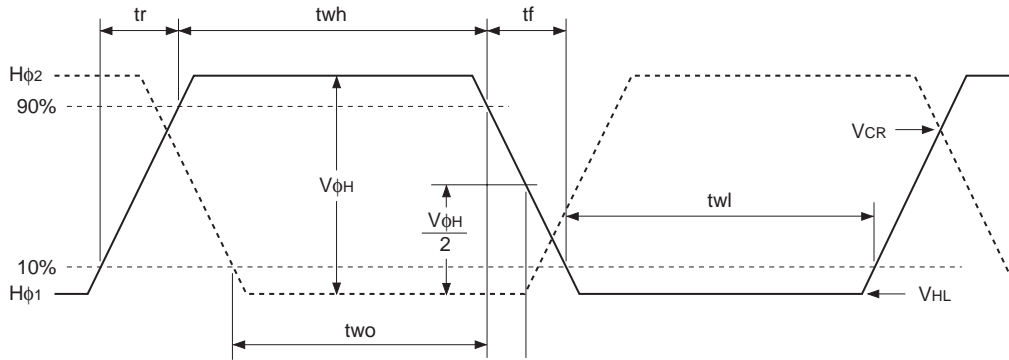 tr
twh
tf
Hϕ2
90%
VCR
VϕH
VϕH
2
twl
10%
Hϕ1
VHL
two